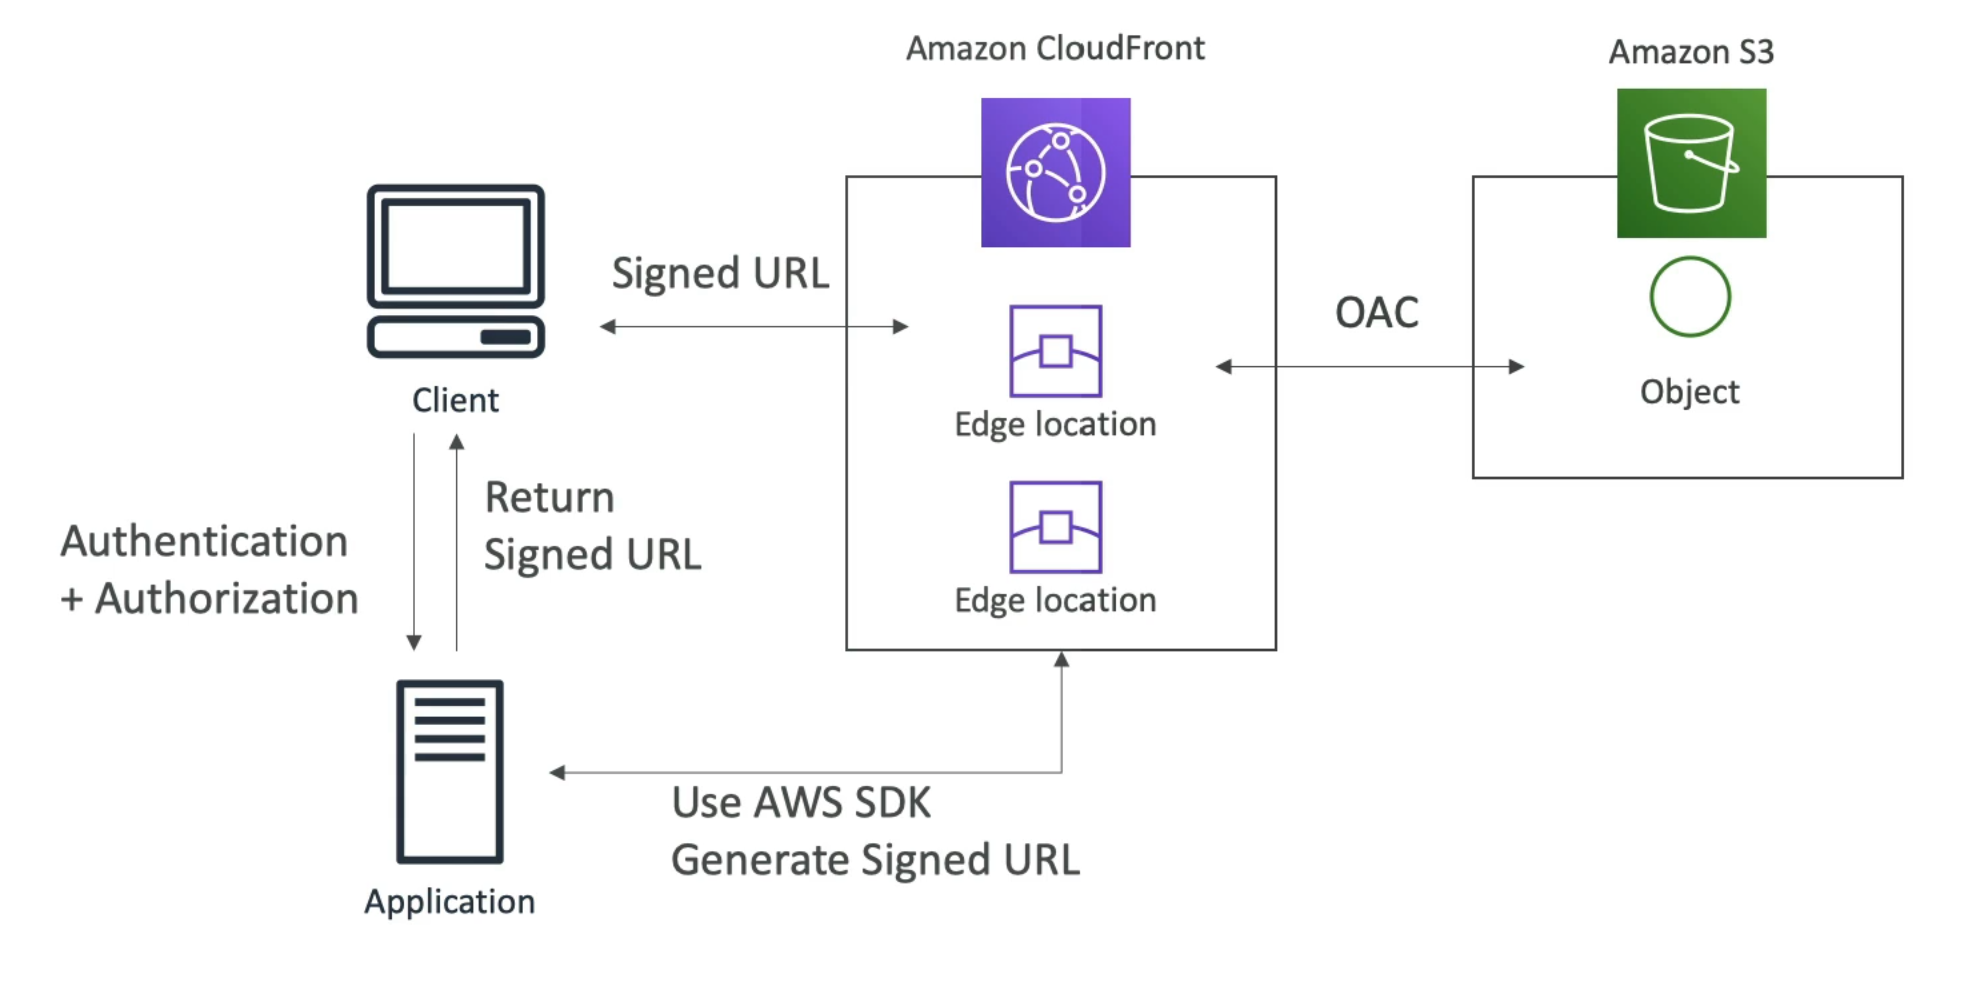 Amazon CloudFront
Amazon S3
Signed URL
OAC
Client
Object
Edge location
Return
Signed URL
Authentication
+ Authorization
Edge location
Use AWS SDK
Generate Signed URL
Application